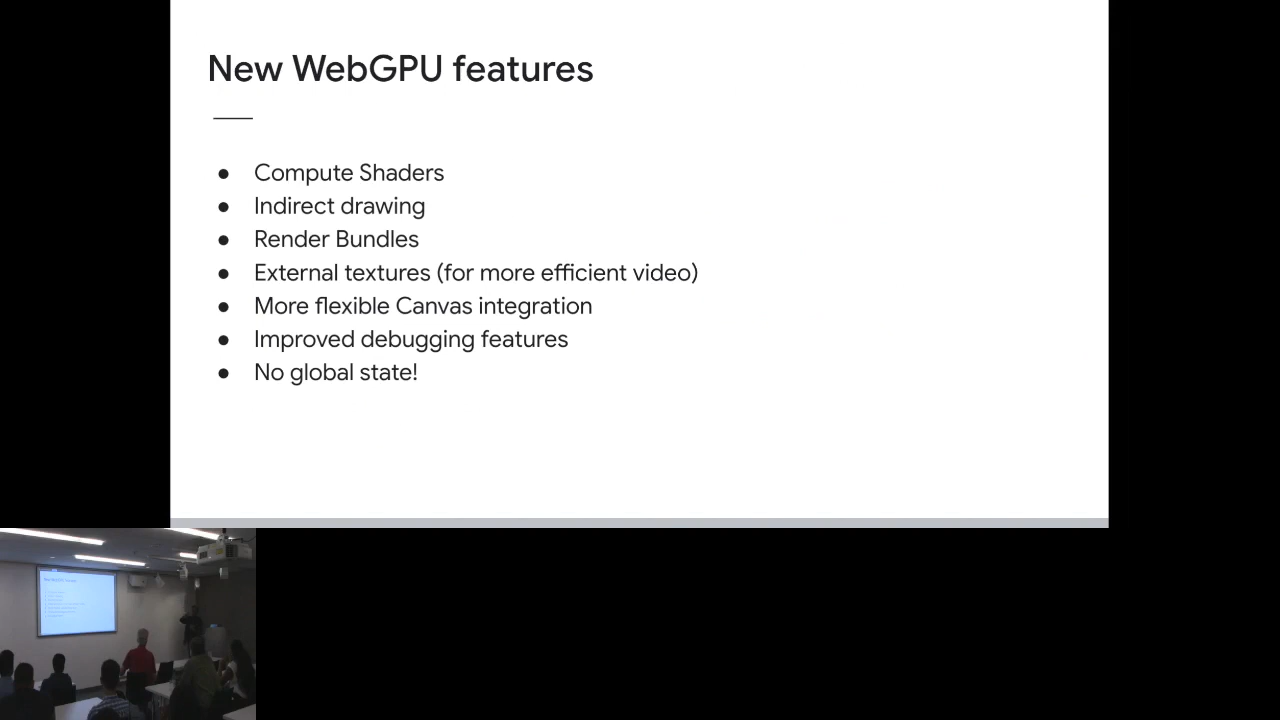 New WebGPU features
● Compute Shaders
● Indirect drawing
● Render Bundles
● External textures (for more efficient video)
● More flexible Canvas integration
● Improved debugging features
● No global state!